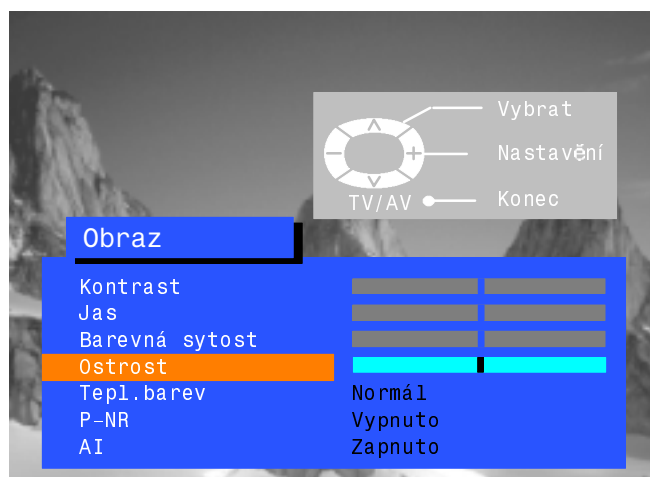 Vybrat
Nastavění
TV/AV Konec
Obraz
Kontrast
Jas
Barevná sytost
Ostrost
Tepl.barev Normál
P-NR Vypnuto
AI Zapnuto